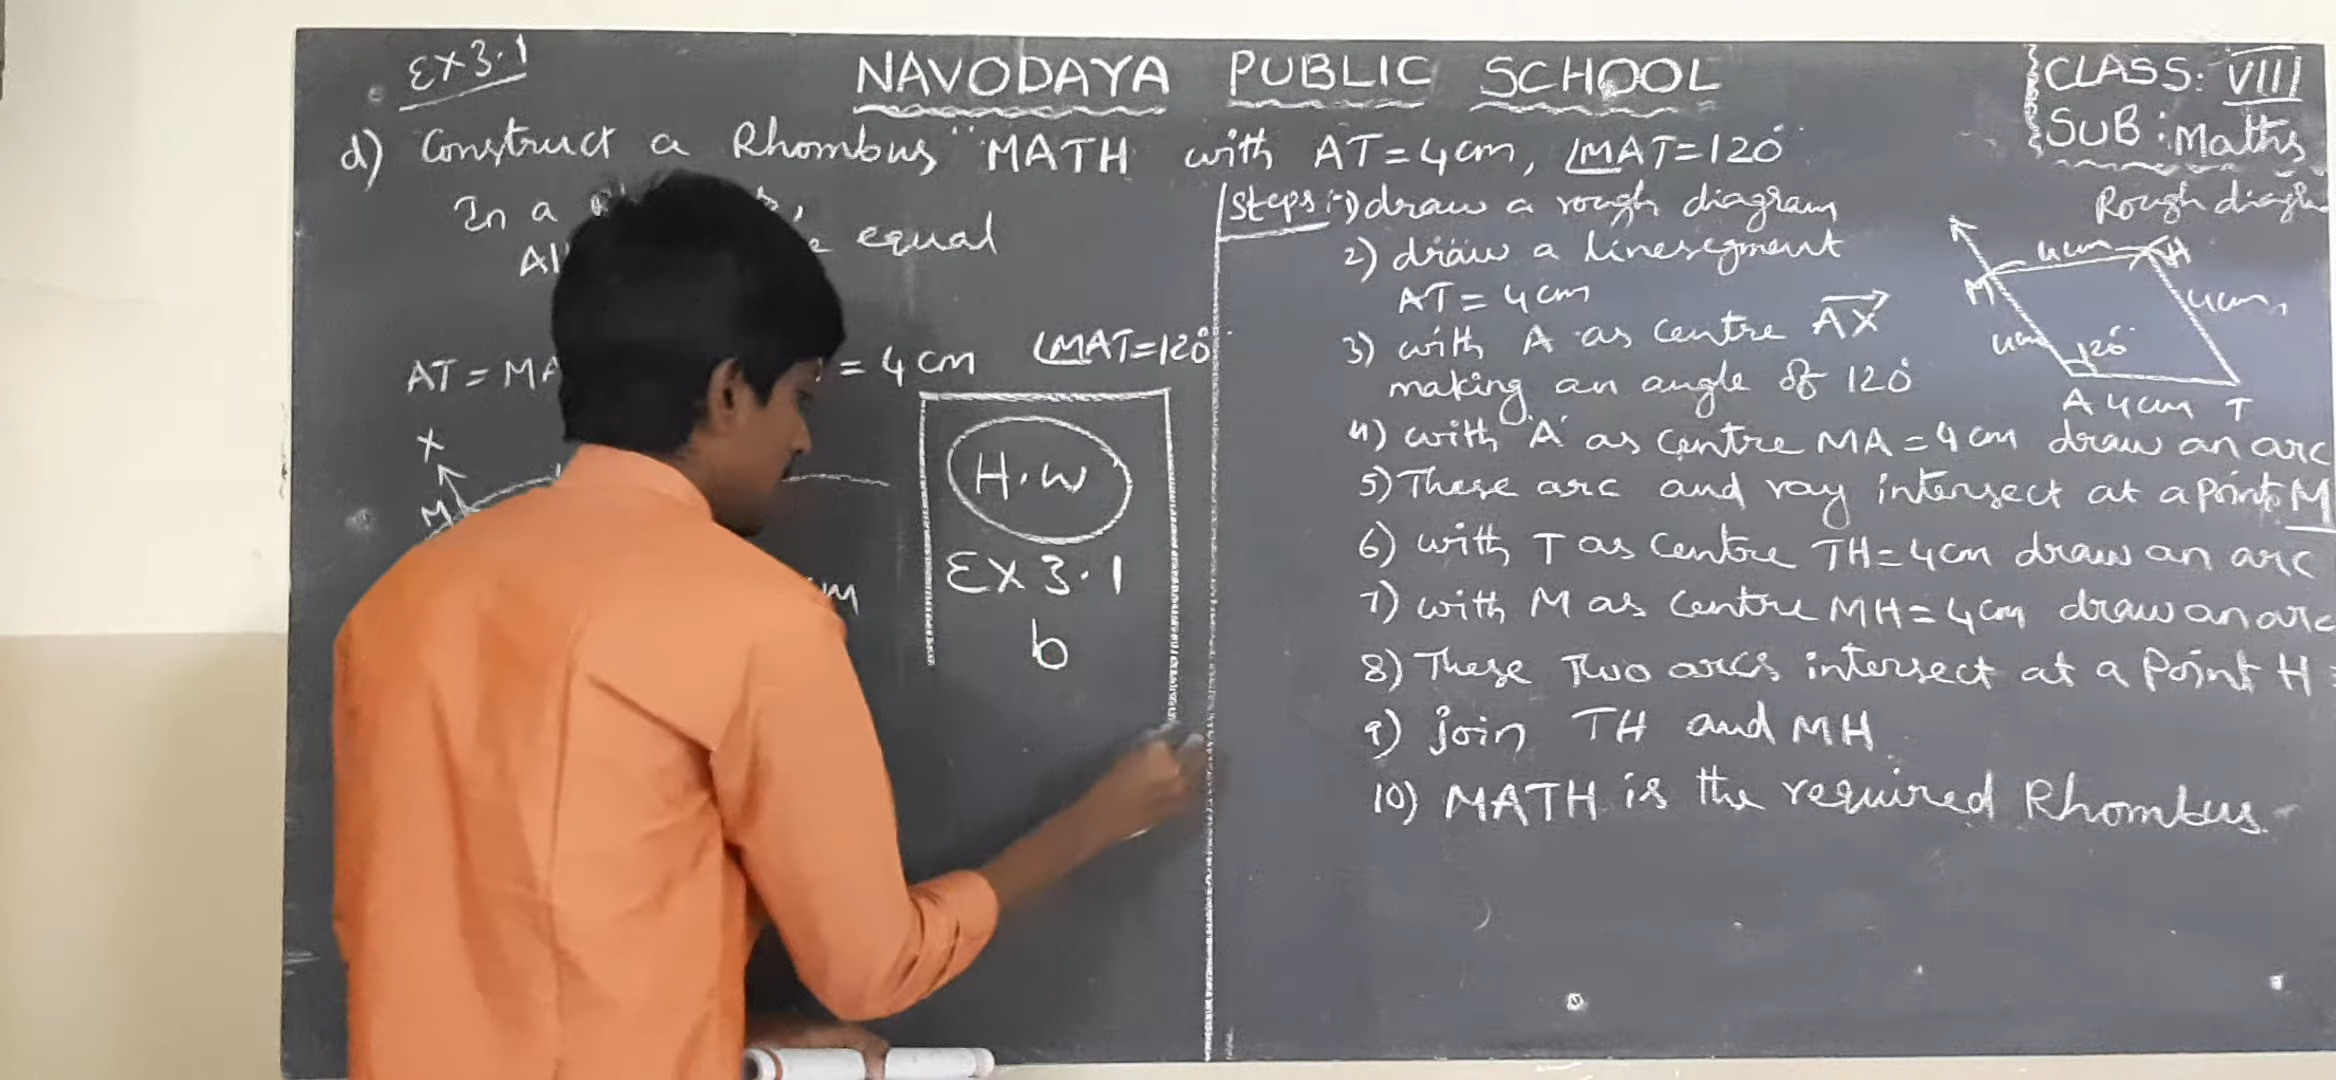 Ex 3.1
NAVODAYA PUBLIC SCHOOL
CLASS: VIII
SUB: Maths
d) Construct a Rhombus "MATH" with AT = 4cm, ∠MAT = 120°
In a
All equal
AT = MA = 4 cm ∠MAT = 120°
X
M
H.W
Ex 3.1
b
Steps:- 1) draw a rough diagram
2) draw a linesegment
AT = 4cm
3) with A as centre AX
making an angle of 120°
4) with 'A' as centre MA = 4 cm draw an arc
5) These arc and ray intersect at a point M
6) with T as centre TH = 4cm draw an arc
7) with M as centre MH = 4cm draw an arc
8) These Two arcs intersect at a Point H
9) join TH and MH
10) MATH is the required Rhombus.
Rough
4cm H
M 4cm
4cm 120°
A 4cm T